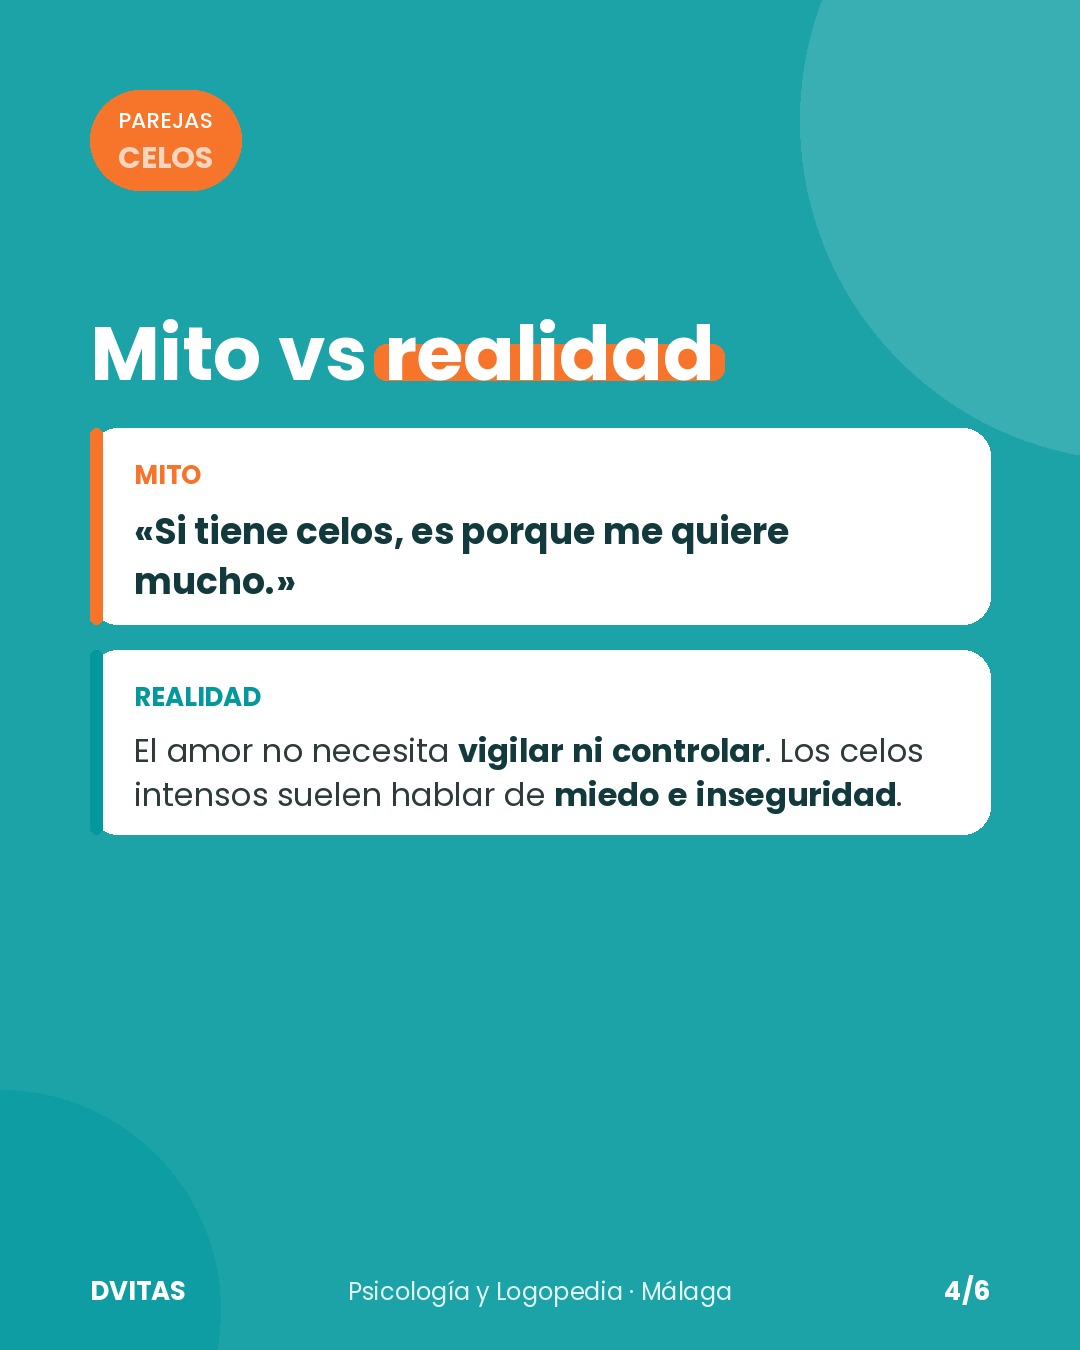 PAREJAS
CELOS
Mito vs realidad
MITO
«Si tiene celos, es porque me quiere
mucho.»
REALIDAD
El amor no necesita vigilar ni controlar. Los celos
intensos suelen hablar de miedo e inseguridad.
DVITAS
Psicología y Logopedia · Málaga
4/6